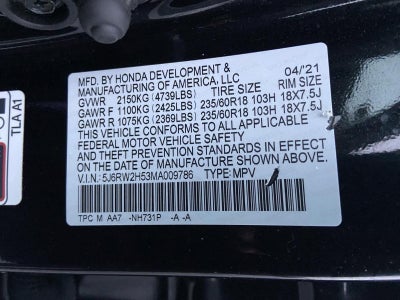 MFD. BY HONDA DEVELOPMENT & 04/21
MANUFACTURING OF AMERICA, LLC
GVWR 2150KG (4739LBS) TIRE SIZE RIM SIZE
GAWR F 1100KG (2425LBS) 235/60R18 103H 18X7.5J
GAWR R 1075KG (2369LBS) 235/60R18 103H 18X7.5J
THIS VEHICLE CONFORMS TO ALL APPLICABLE
FEDERAL MOTOR VEHICLE SAFETY
AND THEFT PREVENTION STANDARDS IN EFFECT
ON THE DATE OF MANUFACTURE SHOWN ABOVE.
V.I.N.: 5J6RW2H53MA009786 TYPE: MPV
TPC M AA7 -NH731P -A -A
TLA A1